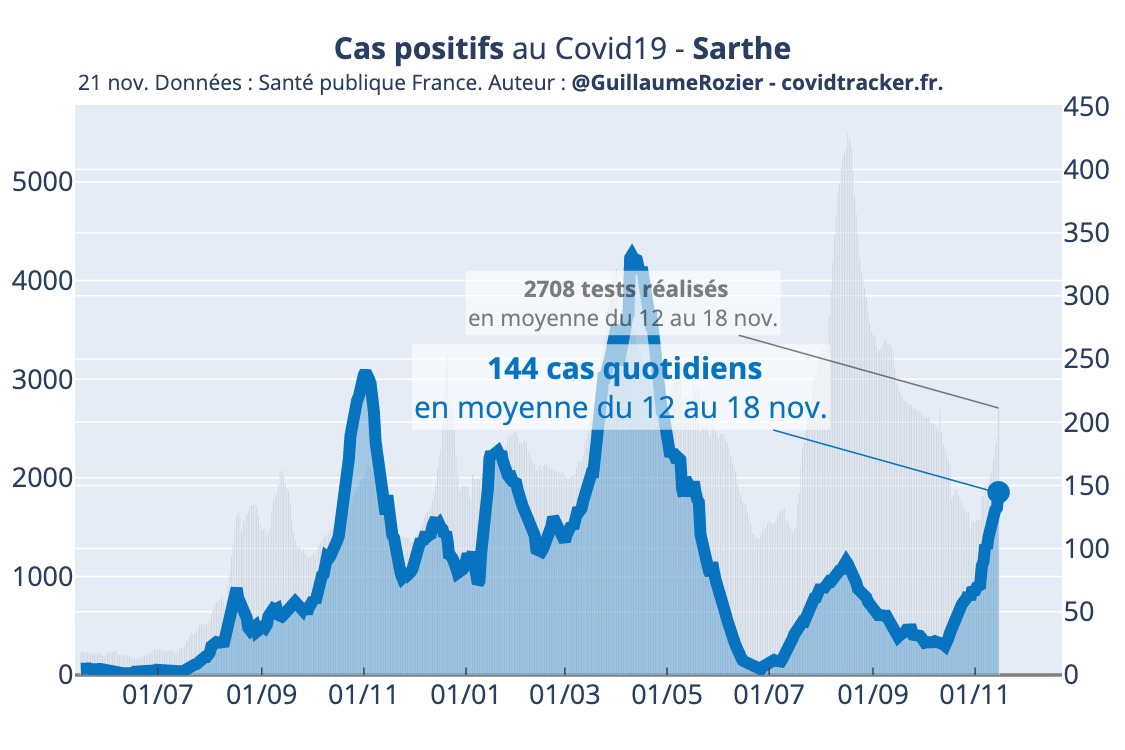 Cas positifs au Covid19 - Sarthe
21 nov. Données : Santé publique France. Auteur : @GuillaumeRozier - covidtracker.fr.
450
400
5000
350
4000
300
2708 tests réalisés
en moyenne du 12 au 18 nov.
250
3000
144 cas quotidiens
en moyenne du 12 au 18 nov.
200
2000
150
1000
100
50
0
0
01/07 01/09 01/11 01/01 01/03 01/05 01/07 01/09 01/11